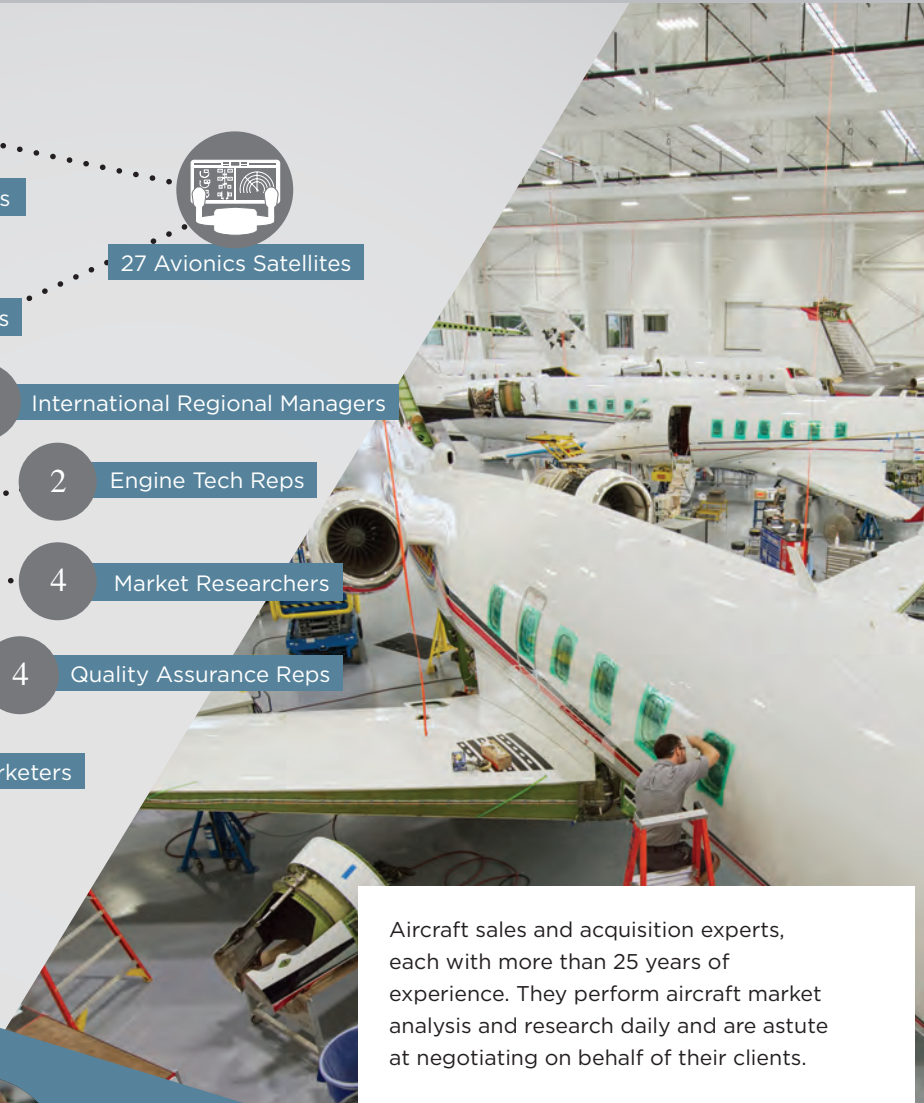 s
27 Avionics Satellites
s
International Regional Managers
2 Engine Tech Reps
4 Market Researchers
4 Quality Assurance Reps
rketers
Aircraft sales and acquisition experts,
each with more than 25 years of
experience. They perform aircraft market
analysis and research daily and are astute
at negotiating on behalf of their clients.